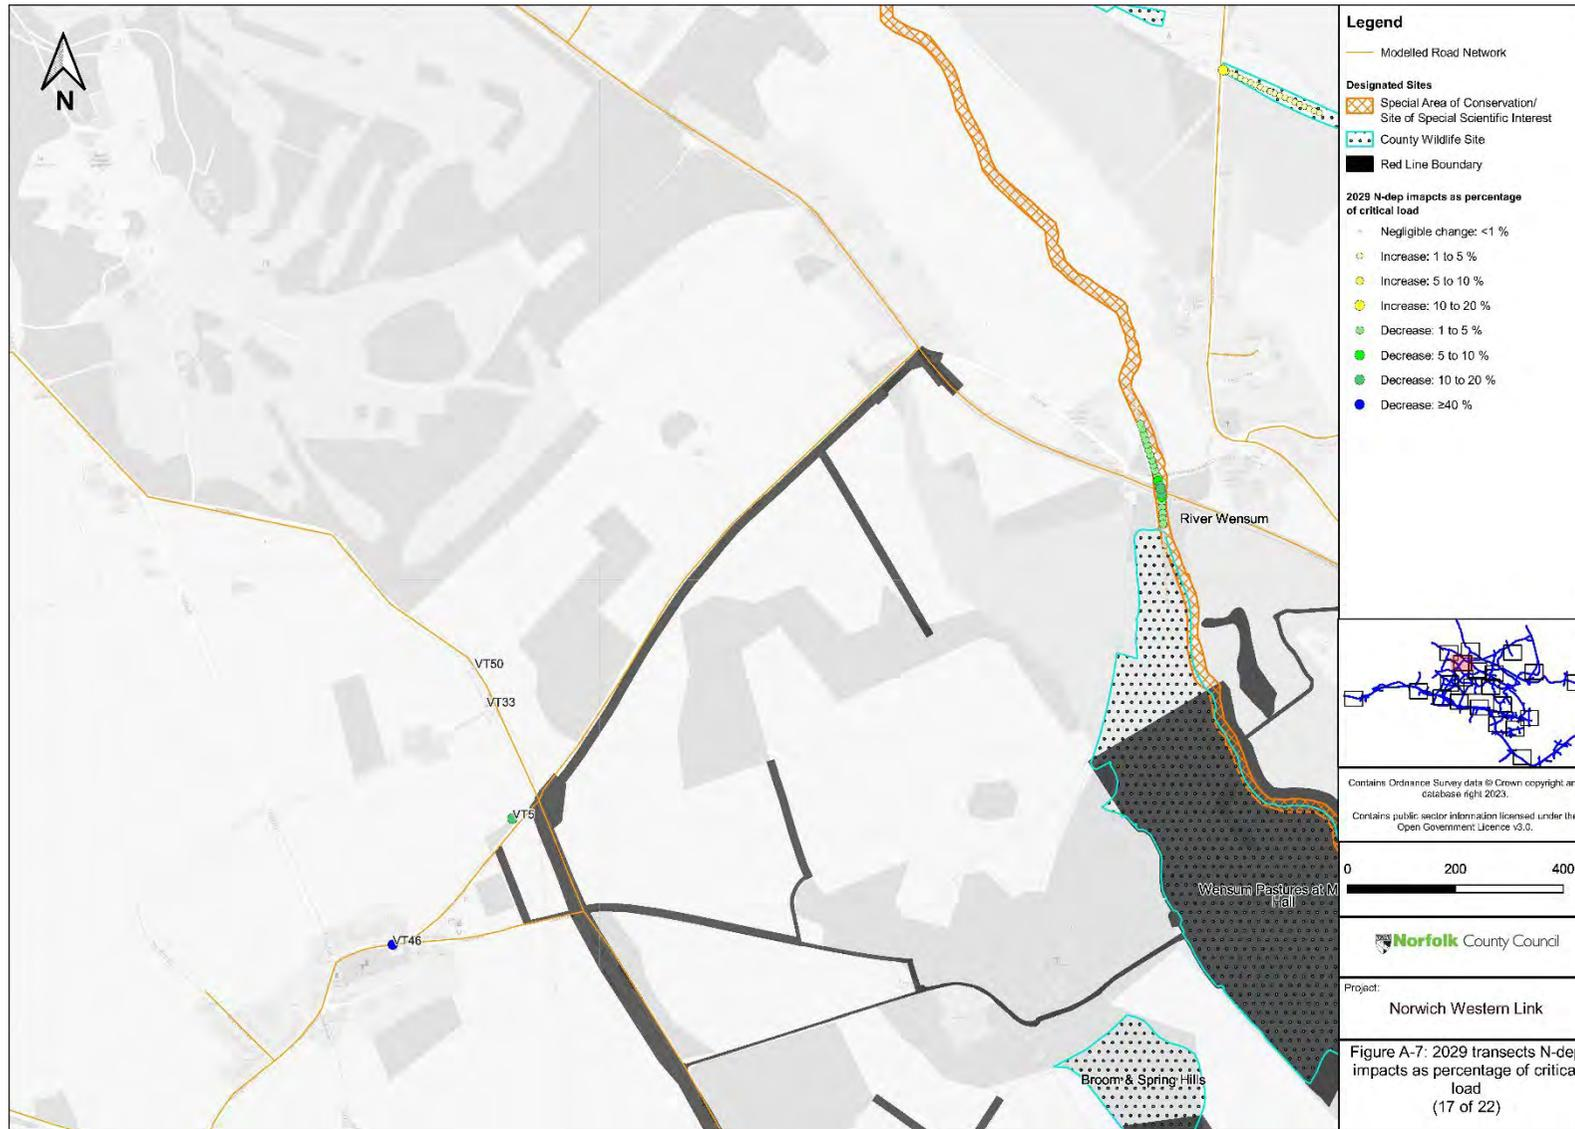 N
VT50
VT33
VT5
VT46
River Wensum
Wensum Pastures at M
Hall
Broom & Spring Hills
Legend
Modelled Road Network
Designated Sites
Special Area of Conservation/
Site of Special Scientific Interest
County Wildlife Site
Red Line Boundary
2029 N-dep imapcts as percentage
of critical load
Negligible change: <1 %
Increase: 1 to 5 %
Increase: 5 to 10 %
Increase: 10 to 20 %
Decrease: 1 to 5 %
Decrease: 5 to 10 %
Decrease: 10 to 20 %
Decrease: ≥40 %
Contains Ordnance Survey data © Crown copyright an
database right 2023.
Contains public sector information licensed under the
Open Government Licence v3.0.
0 200 400
Norfolk County Council
Project:
Norwich Western Link
Figure A-7: 2029 transects N-dep
impacts as percentage of critica
load
(17 of 22)